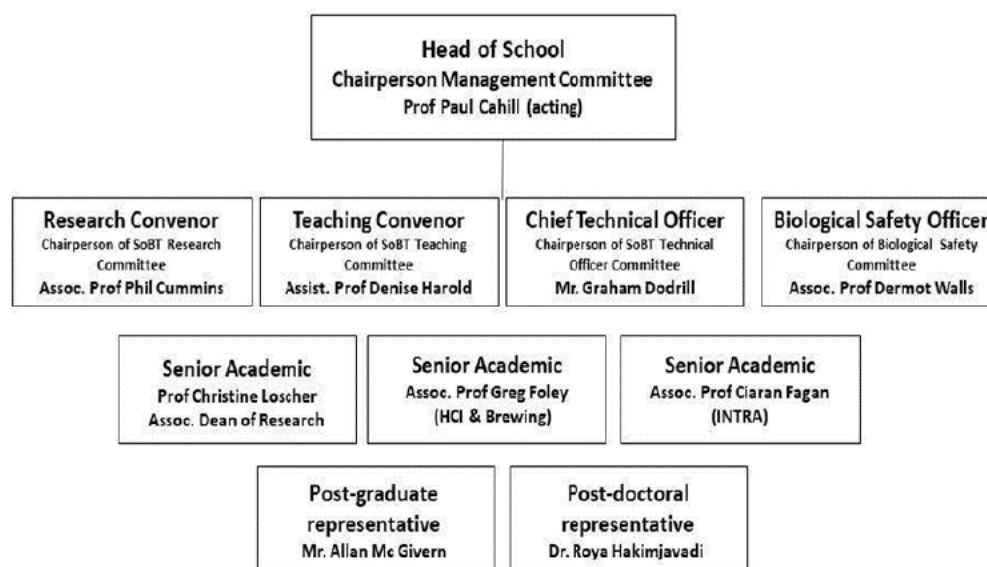 Head of School
Chairperson Management Committee
Prof Paul Cahill (acting)
Research Convenor
Chairperson of SoBT Research
Committee
Assoc. Prof Phil Cummins
Teaching Convenor
Chairperson of SoBT Teaching
Committee
Assist. Prof Denise Harold
Chief Technical Officer
Chairperson of SoBT Technical
Officer Committee
Mr. Graham Dodrill
Biological Safety Officer
Chairperson of Biological Safety
Committee
Assoc. Prof Dermot Walls
Senior Academic
Prof Christine Loscher
Assoc. Dean of Research
Senior Academic
Assoc. Prof Greg Foley
(HCI & Brewing)
Senior Academic
Assoc. Prof Ciaran Fagan
(INTRA)
Post-graduate
representative
Mr. Allan Mc Givern
Post-doctoral
representative
Dr. Roya Hakimjavadi